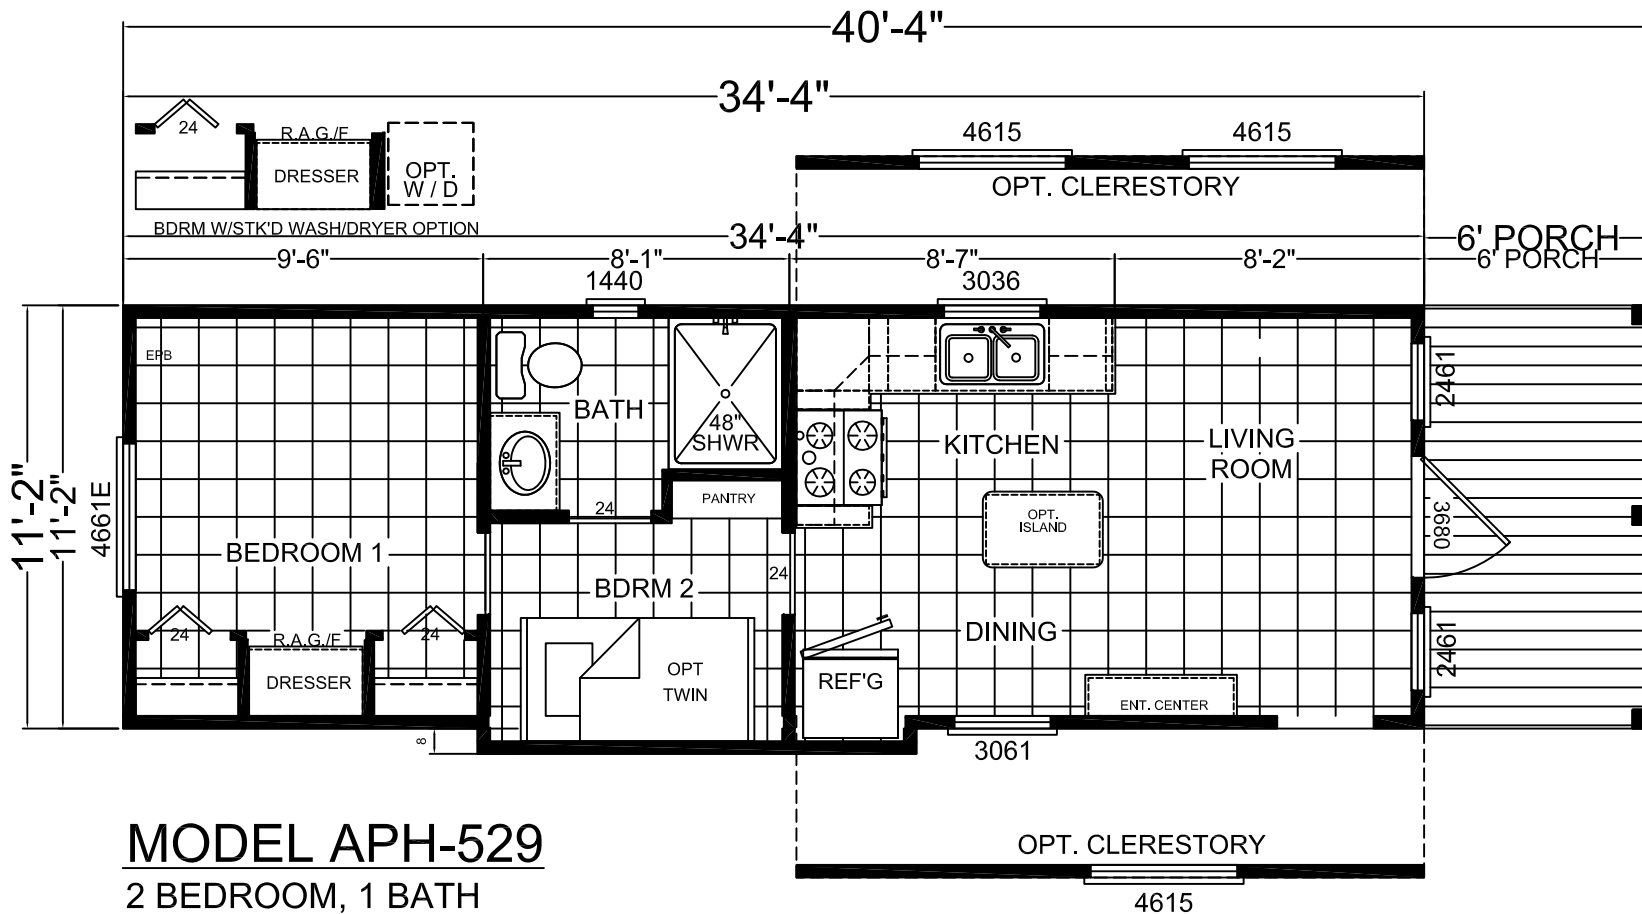 40'-4"
34'-4"
24
R.A.G./F
DRESSER
OPT.
W / D
BDRM W/STK'D WASH/DRYER OPTION
4615
4615
OPT. CLERESTORY
34'-4"
6' PORCH
9'-6"
8'-1"
8'-7"
8'-2"
6' PORCH
1440
3036
EPB
BATH
48"
SHWR
KITCHEN
LIVING
ROOM
2461
11'-2"
11'-2"
4661E
PANTRY
24
OPT.
ISLAND
3680
BEDROOM 1
BDRM 2
24
24
R.A.G./F
24
DRESSER
OPT
TWIN
DINING
REF'G
2461
ENT. CENTER
8
3061
MODEL APH-529
2 BEDROOM, 1 BATH
OPT. CLERESTORY
4615